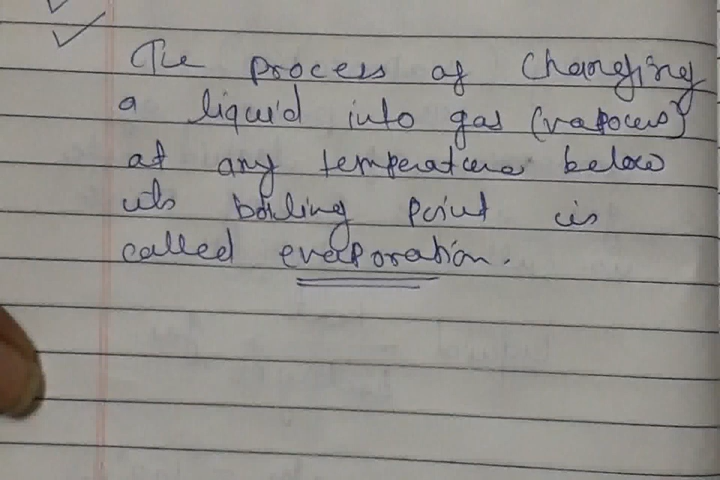 The process of changing
a liquid into gas (vapours)
at any temperature below
its boiling point is
called evaporation.